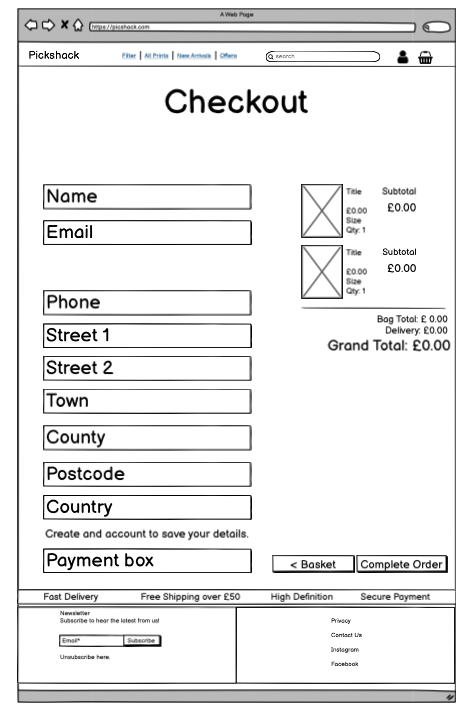 A Web Page
https://picshack.com
Pickshack
Filter | All Prints | New Arrivals | Offers
search
Checkout
Name
Title
Subtotal
£0.00
£0.00
Size
Qty: 1
Email
Title
Subtotal
£0.00
£0.00
Size
Qty: 1
Phone
Bag Total: £ 0.00
Delivery: £0.00
Grand Total: £0.00
Street 1
Street 2
Town
County
Postcode
Country
Create and account to save your details.
Payment box
< Basket
Complete Order
Fast Delivery
Free Shipping over £50
High Definition
Secure Payment
Newsletter
Subscribe to hear the latest from us!
Email*
Subscribe
Unsubscribe here.
Privacy
Contact Us
Instagram
Facebook